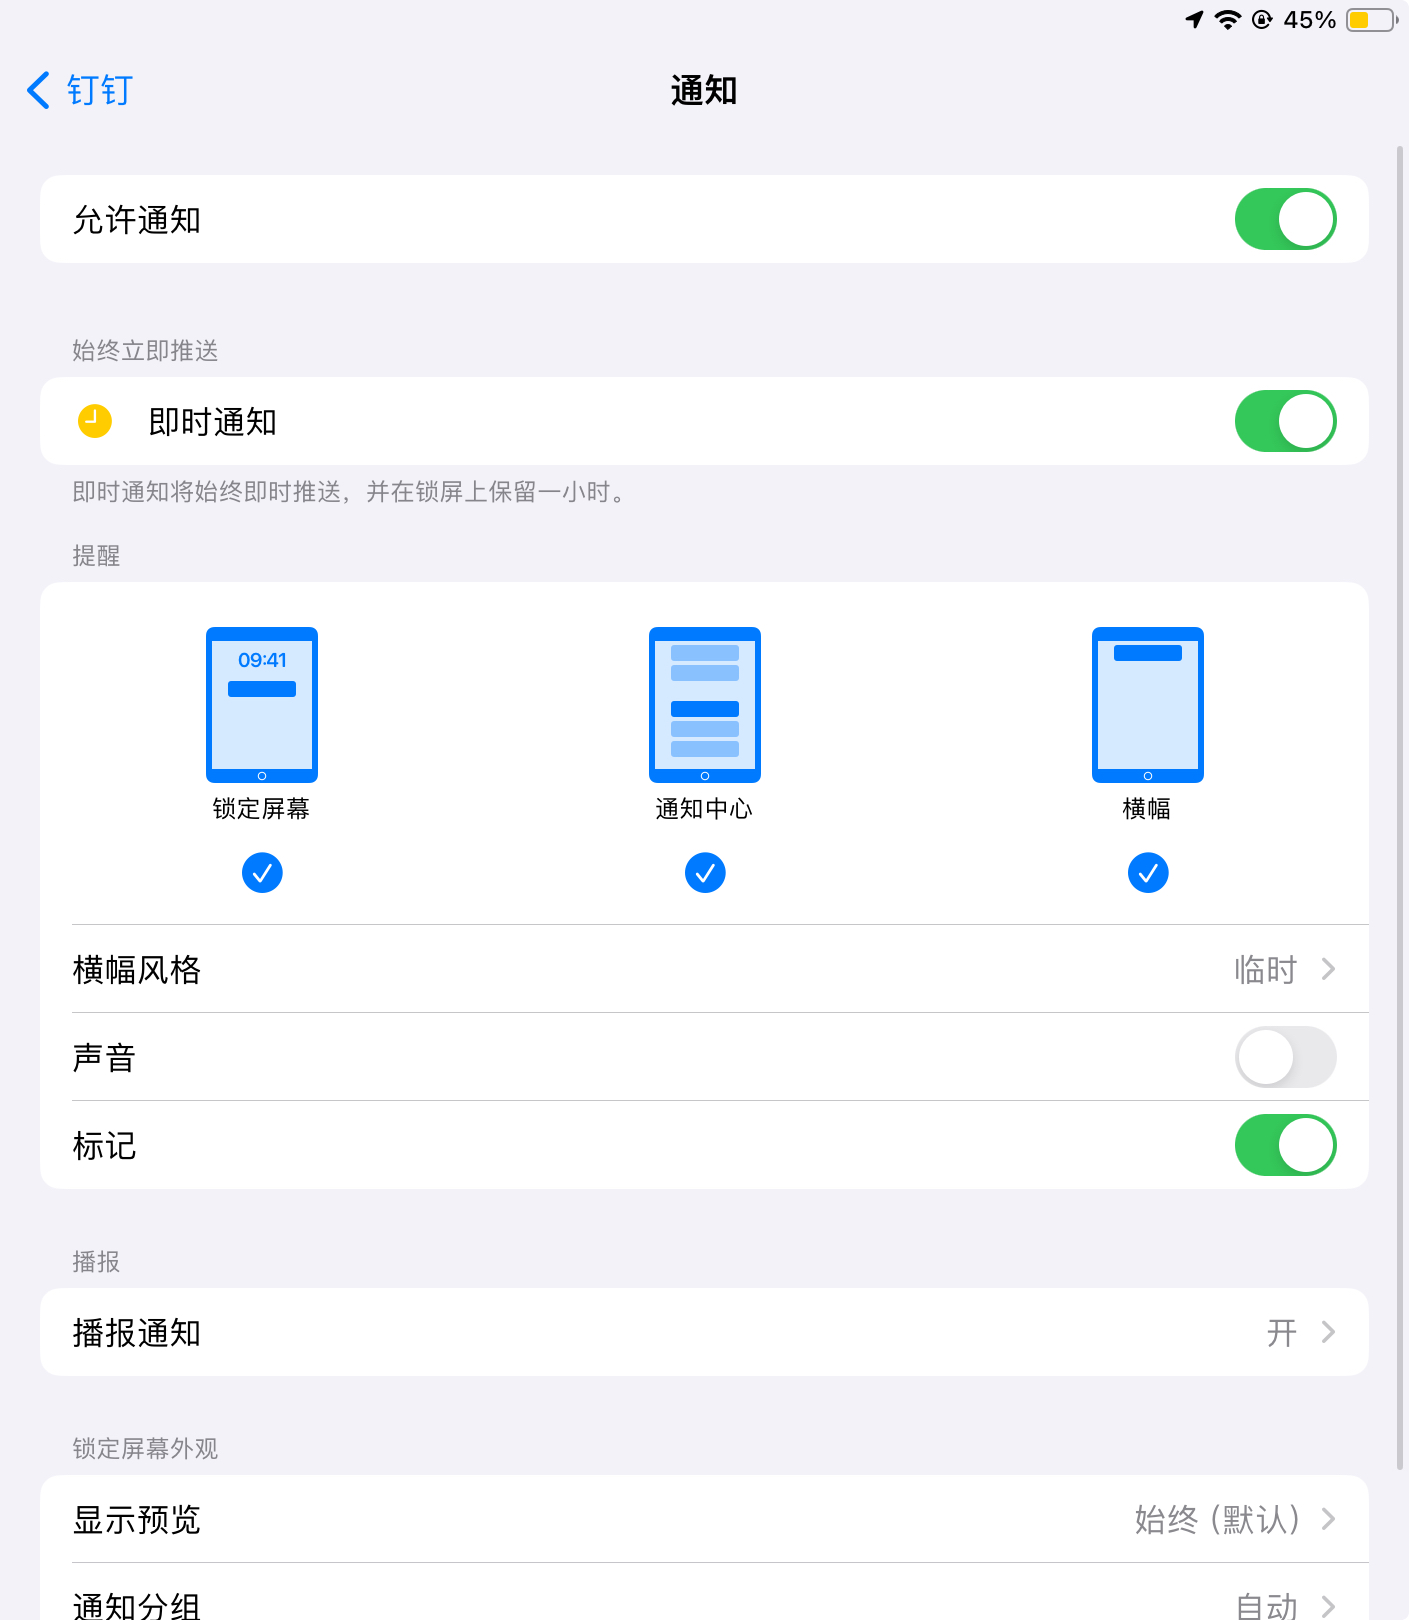 45%
钉钉
通知
允许通知
始终立即推送
即时通知
即时通知将始终即时推送，并在锁屏上保留一小时。
提醒
09:41
锁定屏幕
通知中心
横幅
横幅风格 临时
声音
标记
播报
播报通知 开
锁定屏幕外观
显示预览 始终（默认）
通知分组 自动